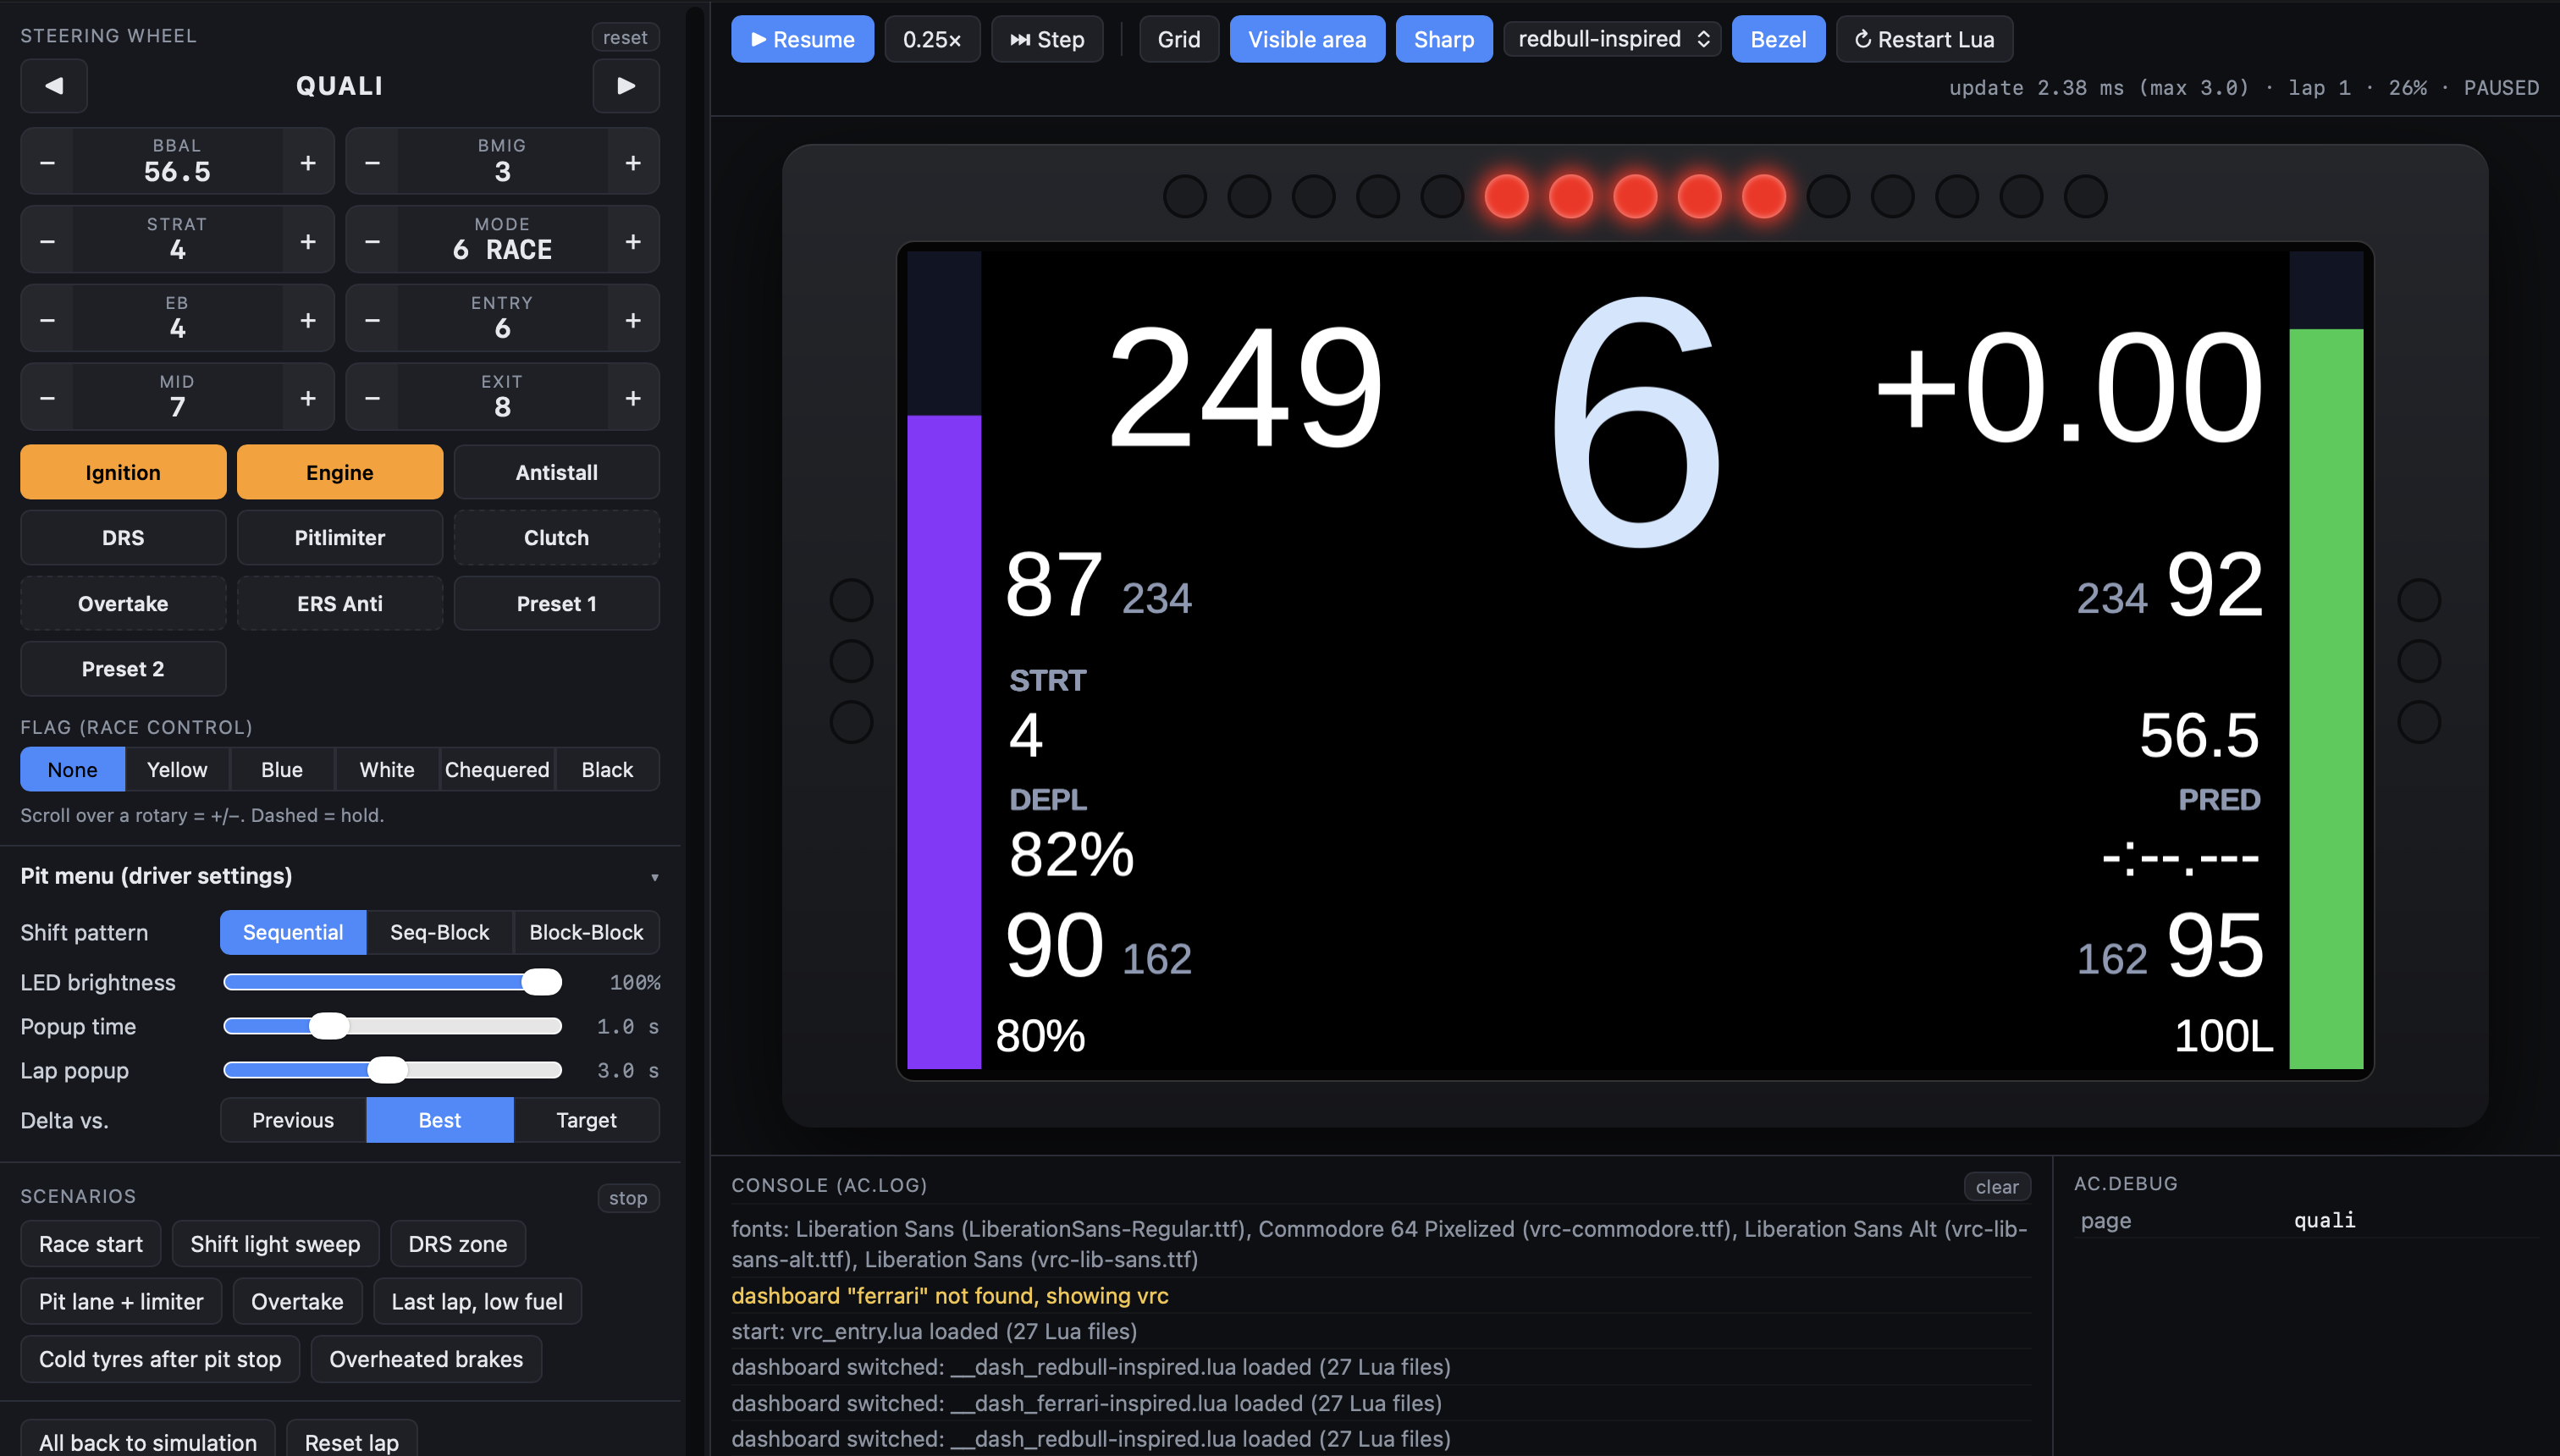 STEERING WHEEL
reset
◀ QUALI ▶
− BBAL 56.5 +
− BMIG 3 +
− STRAT 4 +
− MODE 6 RACE +
− EB 4 +
− ENTRY 6 +
− MID 7 +
− EXIT 8 +
Ignition Engine Antistall
DRS Pitlimiter Clutch
Overtake ERS Anti Preset 1
Preset 2
FLAG (RACE CONTROL)
None Yellow Blue White Chequered Black
Scroll over a rotary = +/−. Dashed = hold.
Pit menu (driver settings) ▾
Shift pattern Sequential Seq-Block Block-Block
LED brightness 100%
Popup time 1.0 s
Lap popup 3.0 s
Delta vs. Previous Best Target
SCENARIOS
stop
Race start Shift light sweep DRS zone
Pit lane + limiter Overtake Last lap, low fuel
Cold tyres after pit stop Overheated brakes
All back to simulation Reset lap
▶ Resume 0.25× ⏭ Step Grid Visible area Sharp redbull-inspired Bezel ↻ Restart Lua
update 2.38 ms (max 3.0) · lap 1 · 26% · PAUSED
249 6 +0.00
87 234 234 92
STRT
4 56.5
DEPL PRED
82% -:--.---
90 162 162 95
80% 100L
CONSOLE (AC.LOG)
clear
fonts: Liberation Sans (LiberationSans-Regular.ttf), Commodore 64 Pixelized (vrc-commodore.ttf), Liberation Sans Alt (vrc-lib-
sans-alt.ttf), Liberation Sans (vrc-lib-sans.ttf)
dashboard "ferrari" not found, showing vrc
start: vrc_entry.lua loaded (27 Lua files)
dashboard switched: __dash_redbull-inspired.lua loaded (27 Lua files)
dashboard switched: __dash_ferrari-inspired.lua loaded (27 Lua files)
dashboard switched: __dash_redbull-inspired.lua loaded (27 Lua files)
AC.DEBUG
page quali